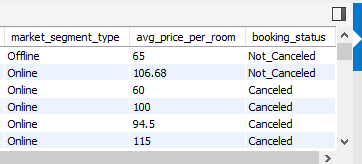 market_segment_type avg_price_per_room booking_status
Offline 65 Not_Canceled
Online 106.68 Not_Canceled
Online 60 Canceled
Online 100 Canceled
Online 94.5 Canceled
Online 115 Canceled